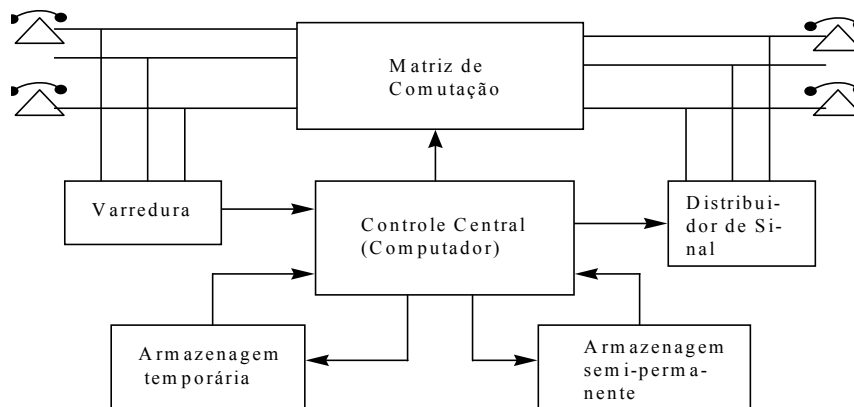 Matriz de
Comutação
Varredura
Controle Central
(Computador)
Distribui-
dor de Si-
nal
Armazenagem
temporária
Armazenagem
semi-perma-
nente